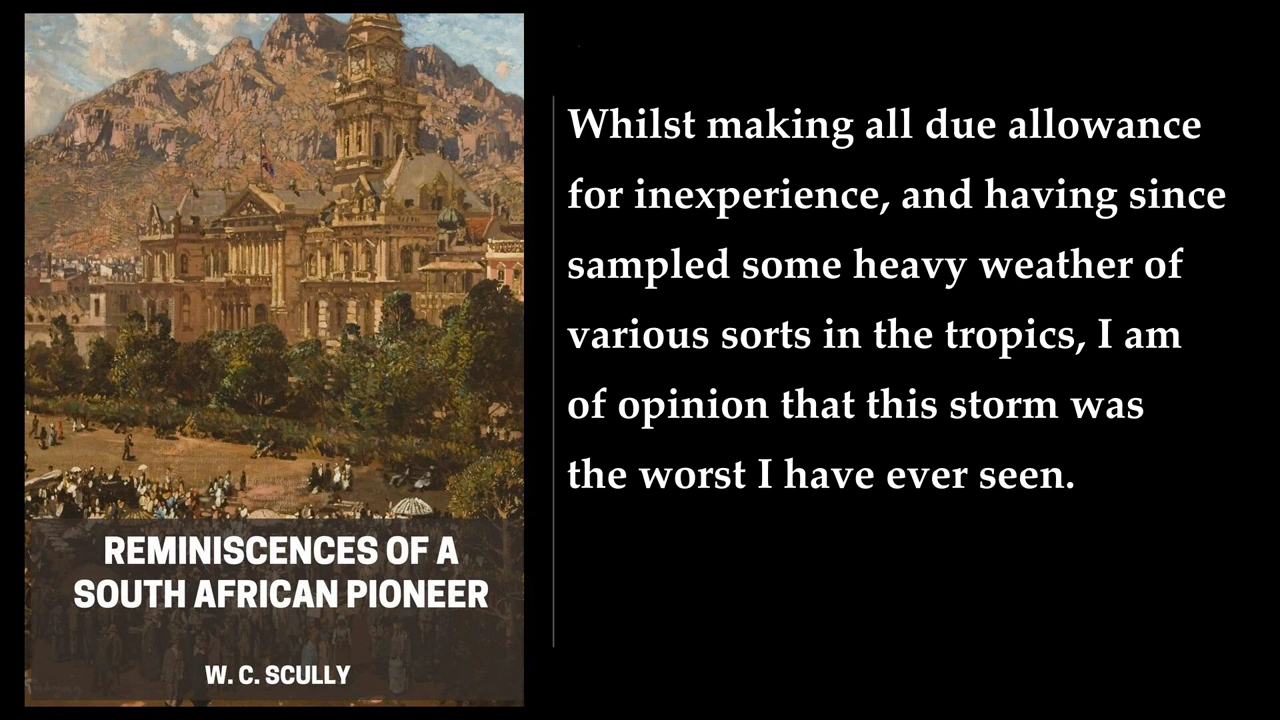 Whilst making all due allowance
for inexperience, and having since
sampled some heavy weather of
various sorts in the tropics, I am
of opinion that this storm was
the worst I have ever seen.
REMINISCENCES OF A
SOUTH AFRICAN PIONEER
W. C. SCULLY